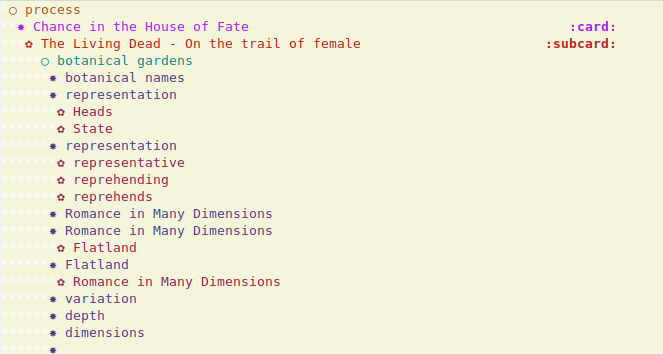 process
Chance in the House of Fate :card:
The Living Dead - On the trail of female :subcard:
botanical gardens
botanical names
representation
Heads
State
representation
representative
reprehending
reprehends
Romance in Many Dimensions
Romance in Many Dimensions
Flatland
Flatland
Romance in Many Dimensions
variation
depth
dimensions